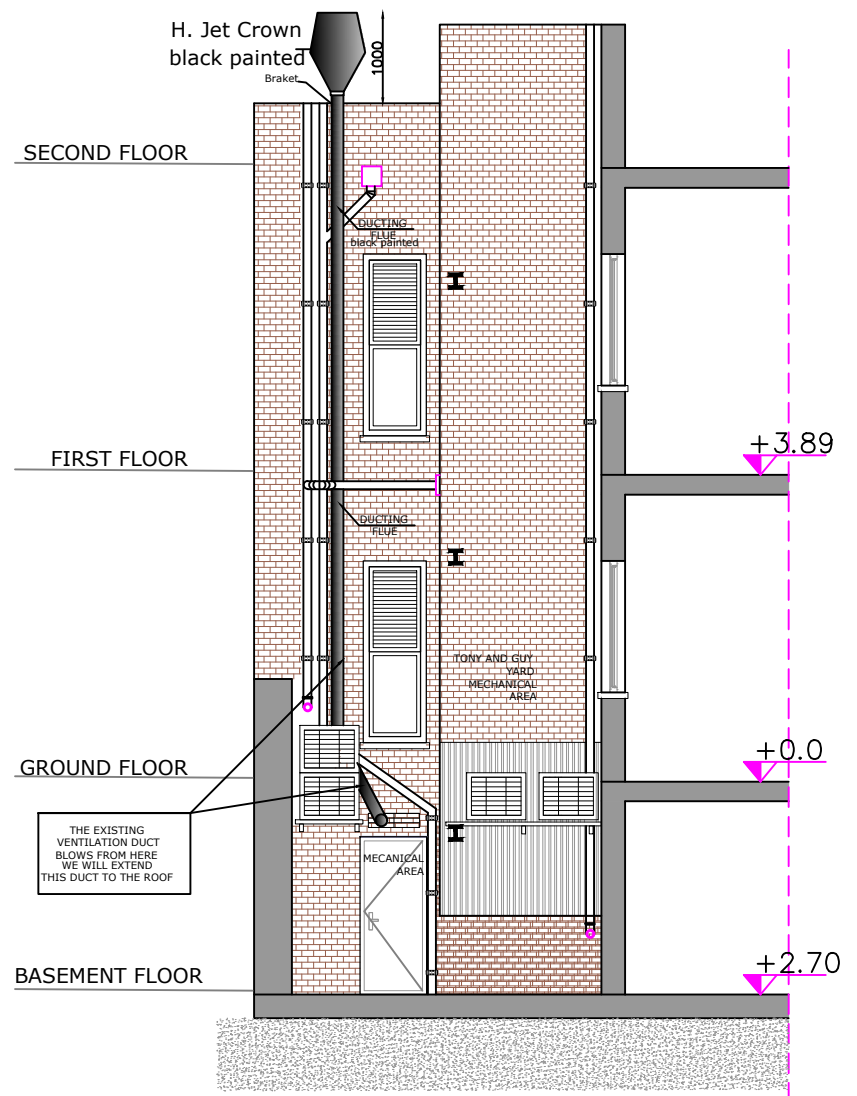 H. Jet Crown
black painted
Braket
1000
SECOND FLOOR
DUCTING
FLUE
black painted
FIRST FLOOR
+3.89
DUCTING
FLUE
TONY AND GUY
YARD
MECHANICAL
AREA
GROUND FLOOR
+0.0
THE EXISTING
VENTILATION DUCT
BLOWS FROM HERE
WE WILL EXTEND
THIS DUCT TO THE ROOF
MECANICAL
AREA
BASEMENT FLOOR
+2.70